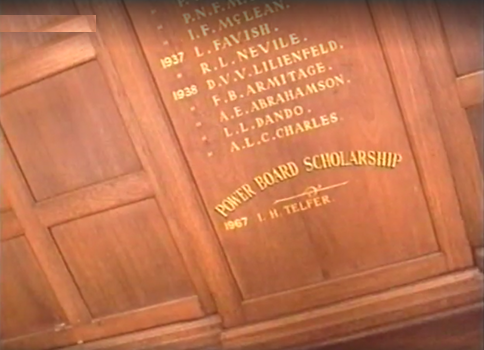 P.N.F.M
I.F. McLEAN.
1937 L. FAVISH.
" R.L. NEVILE.
1938 D.V.V. LILIENFELD.
" F.B. ARMITAGE.
" A.E. ABRAHAMSON.
" L.L. DANDO.
" A.L.C. CHARLES.
POWER BOARD SCHOLARSHIP
1967 I. H. TELFER